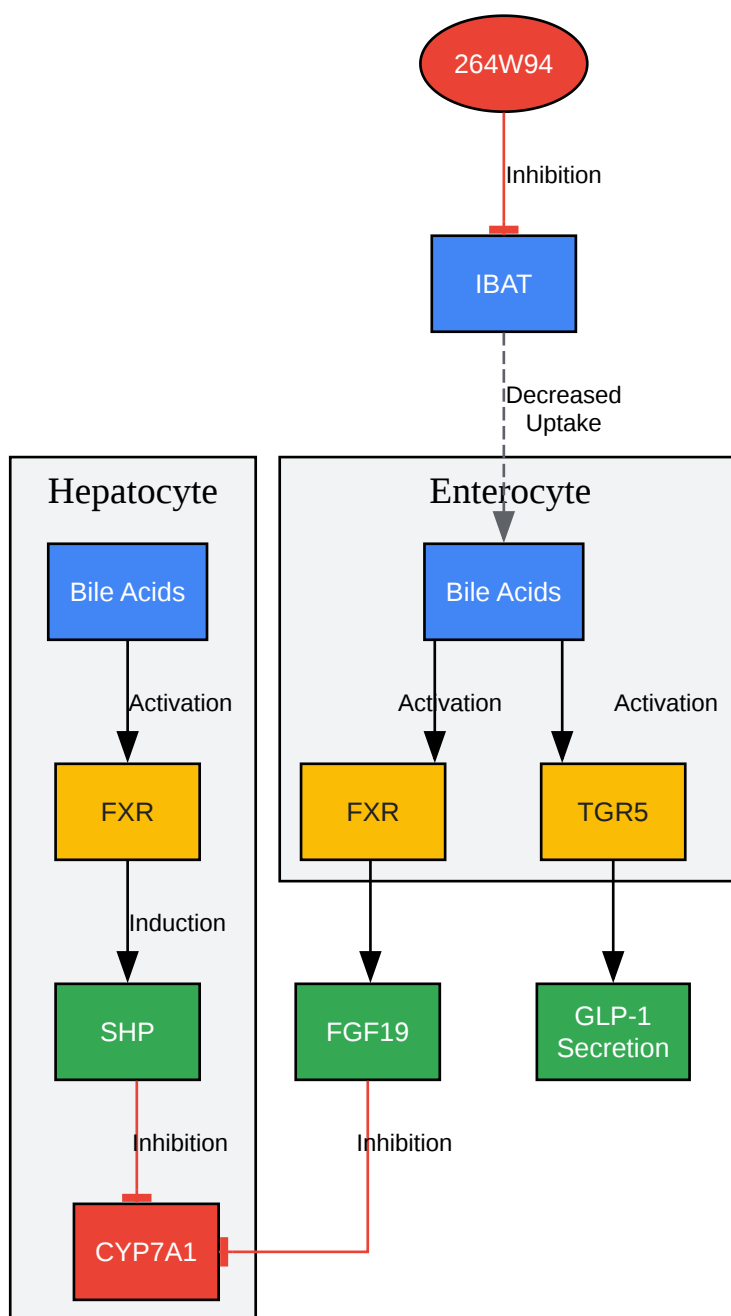 264W94
Inhibition
IBAT
Decreased
Uptake
Hepatocyte
Enterocyte
Bile Acids
Bile Acids
Activation
Activation
Activation
FXR
FXR
TGR5
Induction
SHP
FGF19
GLP-1
Secretion
Inhibition
Inhibition
CYP7A1